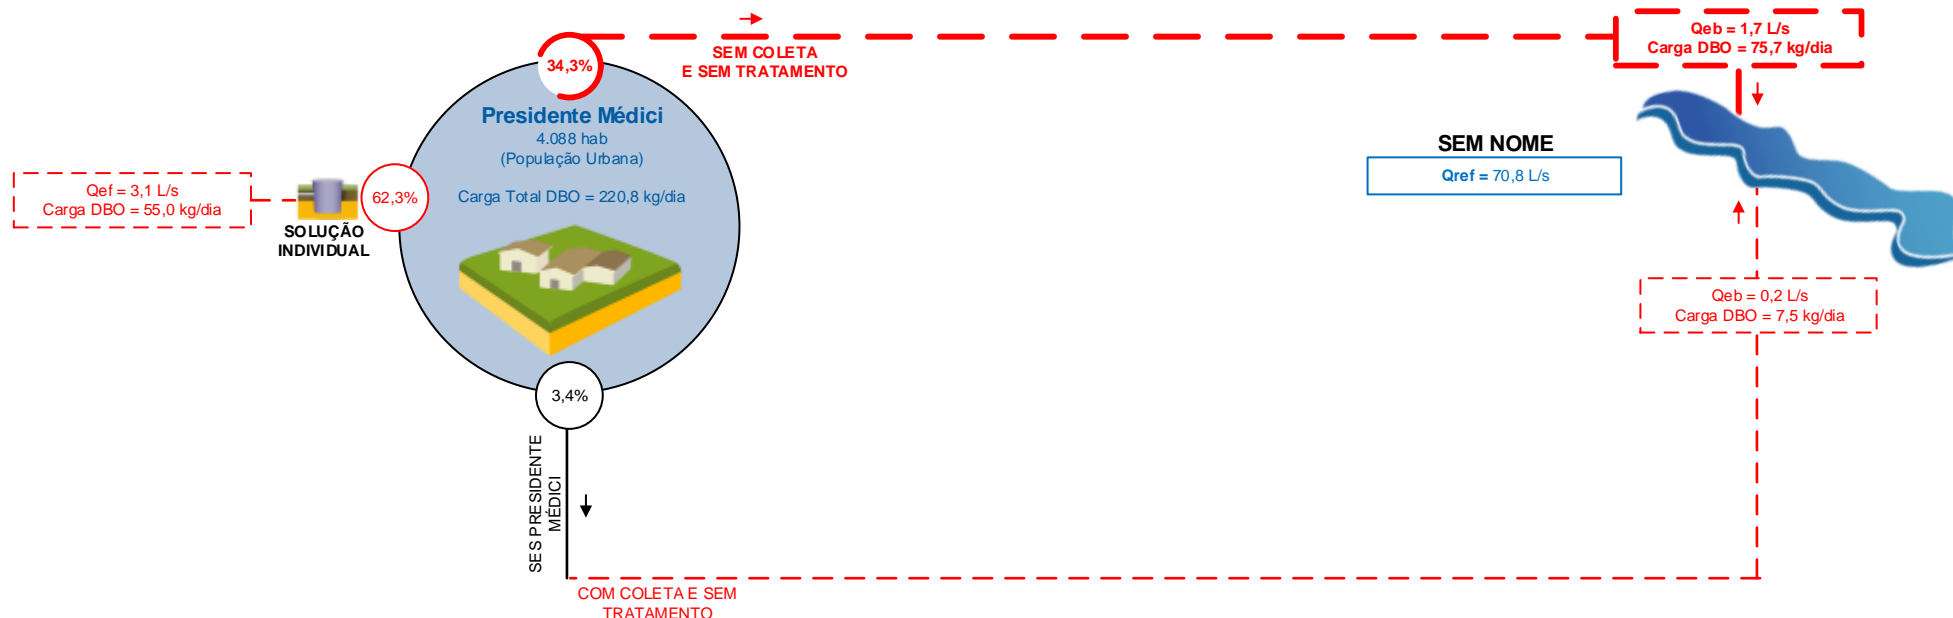 Qeb = 1,7 L/s
Carga DBO = 75,7 kg/dia
SEM COLETA
E SEM TRATAMENTO
34,3%
Presidente Médici
4.088 hab
(População Urbana)
Carga Total DBO = 220,8 kg/dia
SEM NOME
Qref = 70,8 L/s
Qef = 3,1 L/s
Carga DBO = 55,0 kg/dia
62,3%
SOLUÇÃO
INDIVIDUAL
Qeb = 0,2 L/s
Carga DBO = 7,5 kg/dia
3,4%
SES PRESIDENTE
MÉDICI
COM COLETA E SEM
TRATAMENTO